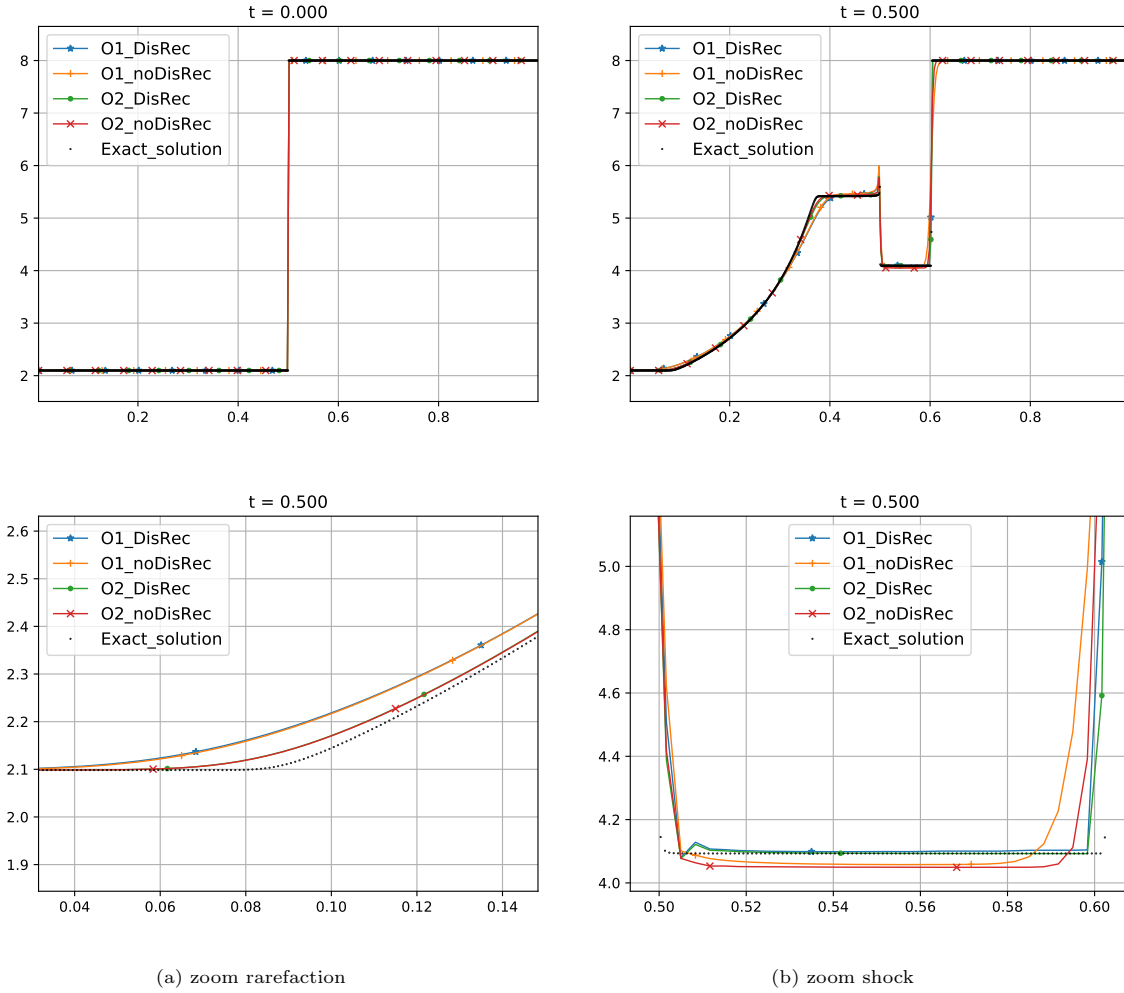 t = 0.000
O1_DisRec
O1_noDisRec
O2_DisRec
O2_noDisRec
Exact_solution
8
7
6
5
4
3
2
0.2 0.4 0.6 0.8
t = 0.500
O1_DisRec
O1_noDisRec
O2_DisRec
O2_noDisRec
Exact_solution
8
7
6
5
4
3
2
0.2 0.4 0.6 0.8
t = 0.500
O1_DisRec
O1_noDisRec
O2_DisRec
O2_noDisRec
Exact_solution
2.6
2.5
2.4
2.3
2.2
2.1
2.0
1.9
0.04 0.06 0.08 0.10 0.12 0.14
(a) zoom rarefaction
t = 0.500
O1_DisRec
O1_noDisRec
O2_DisRec
O2_noDisRec
Exact_solution
5.0
4.8
4.6
4.4
4.2
4.0
0.50 0.52 0.54 0.56 0.58 0.60
(b) zoom shock